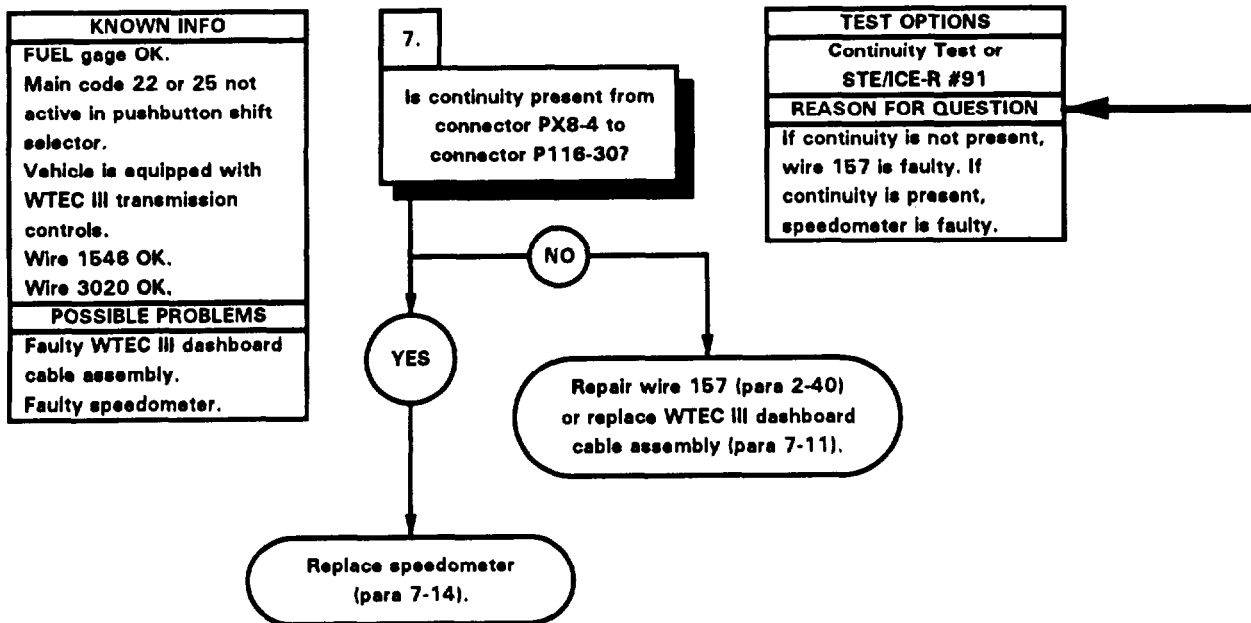 KNOWN INFO
FUEL gage OK.
Main code 22 or 25 not
active in pushbutton shift
selector.
Vehicle is equipped with
WTEC III transmission
controls.
Wire 1546 OK.
Wire 3020 OK.
POSSIBLE PROBLEMS
Faulty WTEC III dashboard
cable assembly.
Faulty speedometer.
7.
Is continuity present from
connector PX8-4 to
connector P116-30?
TEST OPTIONS
Continuity Test or
STE/ICE-R #91
REASON FOR QUESTION
If continuity is not present,
wire 157 is faulty. If
continuity is present,
speedometer is faulty.
NO
YES
Repair wire 157 (para 2-40)
or replace WTEC III dashboard
cable assembly (para 7-11).
Replace speedometer
(para 7-14).